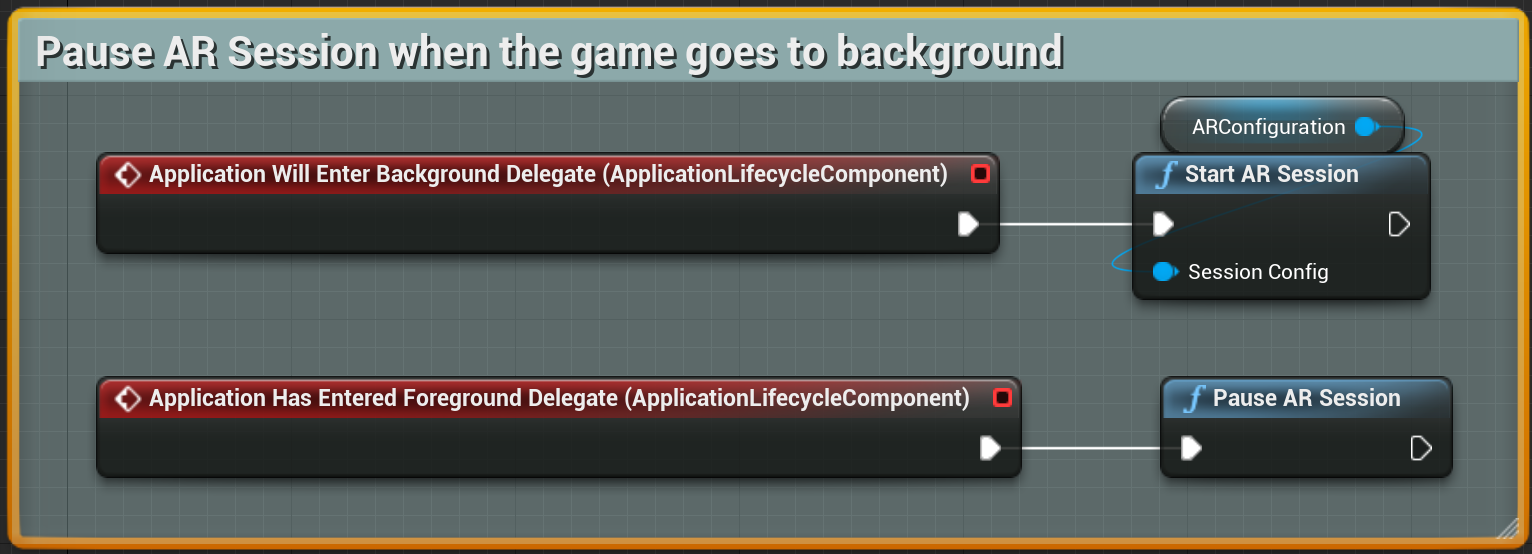 Pause AR Session when the game goes to background
ARConfiguration
Application Will Enter Background Delegate (ApplicationLifecycleComponent)
f Start AR Session
Session Config
Application Has Entered Foreground Delegate (ApplicationLifecycleComponent)
f Pause AR Session